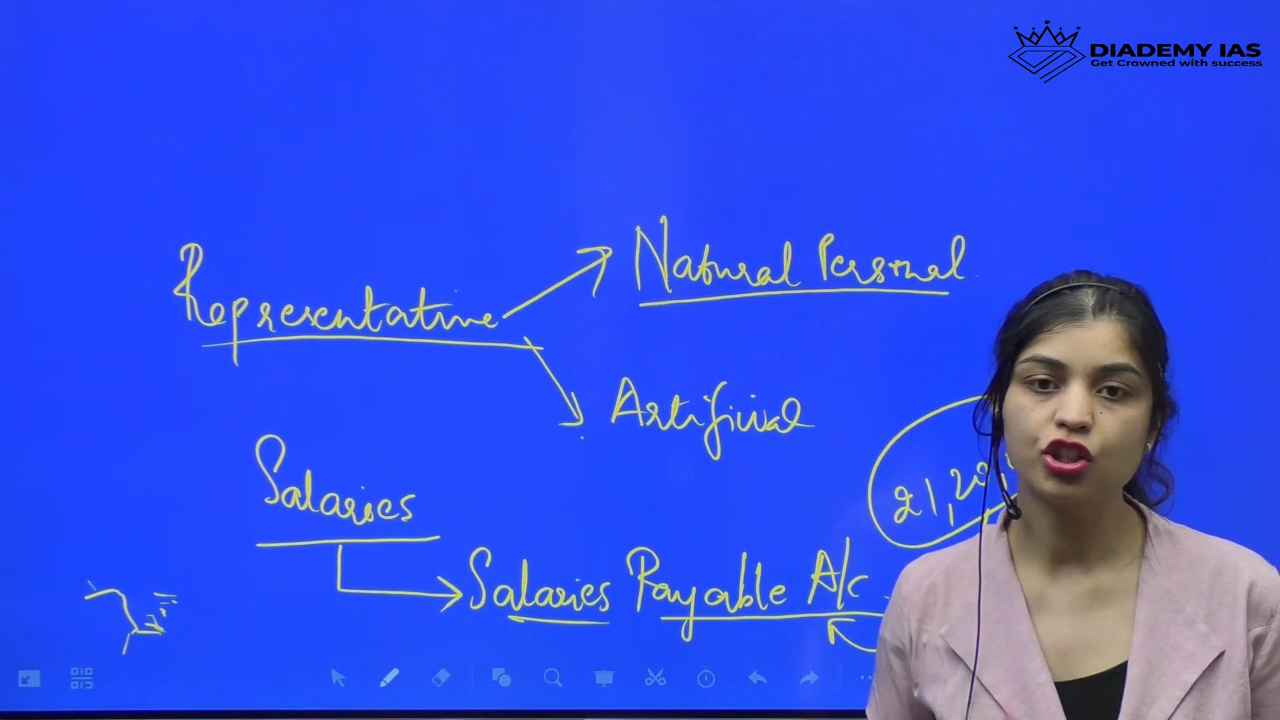 DIADEMY IAS
Get Crowned with success
Representative
Natural Personal
Artificial
Salaries
Salaries Payable A/c